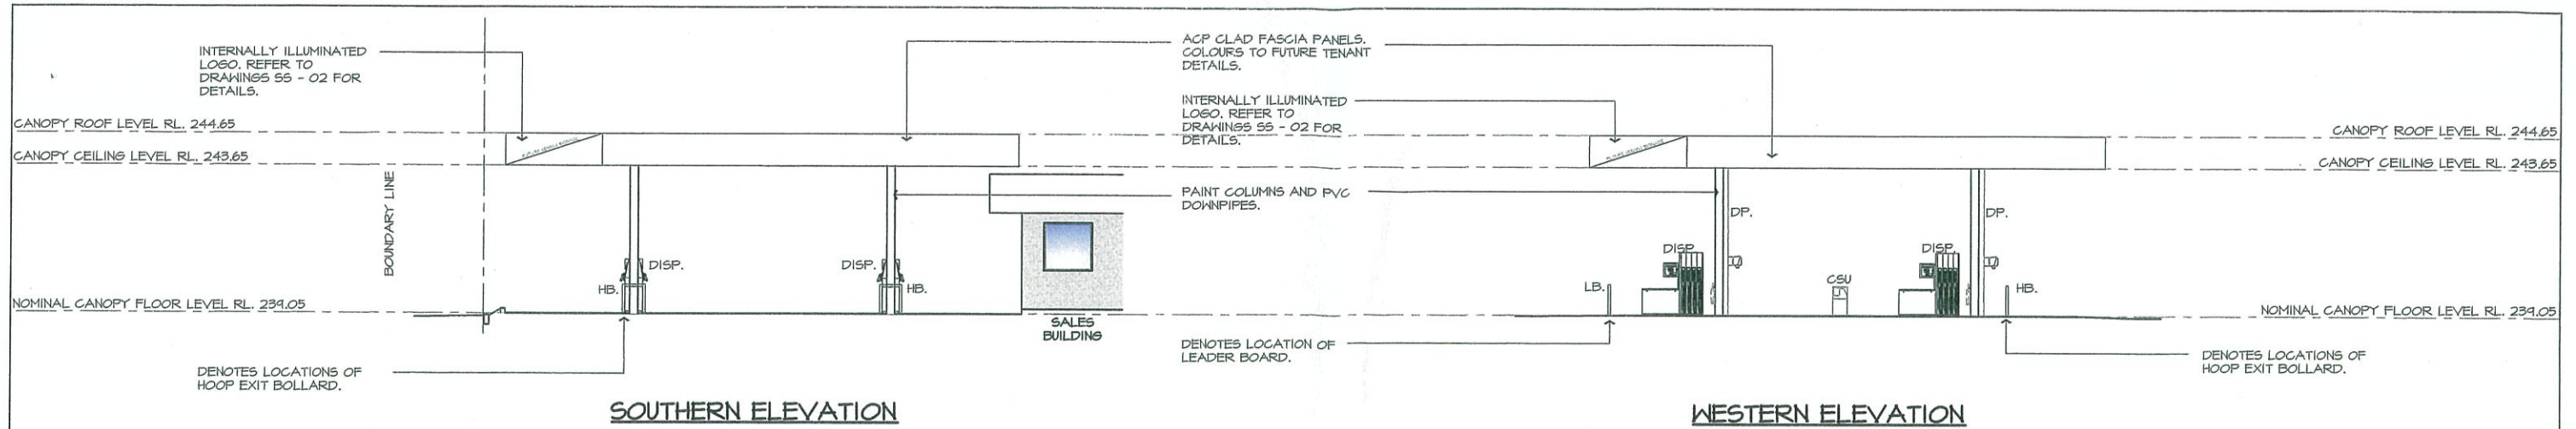 INTERNALLY ILLUMINATED
LOGO. REFER TO
DRAWINGS SS - 02 FOR
DETAILS.
CANOPY ROOF LEVEL RL. 244.65
CANOPY CEILING LEVEL RL. 243.65
BOUNDARY LINE
NOMINAL CANOPY FLOOR LEVEL RL. 239.05
DISP.
HB.
DISP.
HB.
SALES
BUILDING
DENOTES LOCATIONS OF
HOOP EXIT BOLLARD.
SOUTHERN ELEVATION
ACP CLAD FASCIA PANELS.
COLOURS TO FUTURE TENANT
DETAILS.
INTERNALLY ILLUMINATED
LOGO. REFER TO
DRAWINGS SS - 02 FOR
DETAILS.
PAINT COLUMNS AND PVC
DOWNPIPES.
DENOTES LOCATION OF
LEADER BOARD.
CANOPY ROOF LEVEL RL. 244.65
CANOPY CEILING LEVEL RL. 243.65
DP.
DP.
DISP.
DISP.
CSU
LB.
HB.
NOMINAL CANOPY FLOOR LEVEL RL. 239.05
DENOTES LOCATIONS OF
HOOP EXIT BOLLARD.
WESTERN ELEVATION